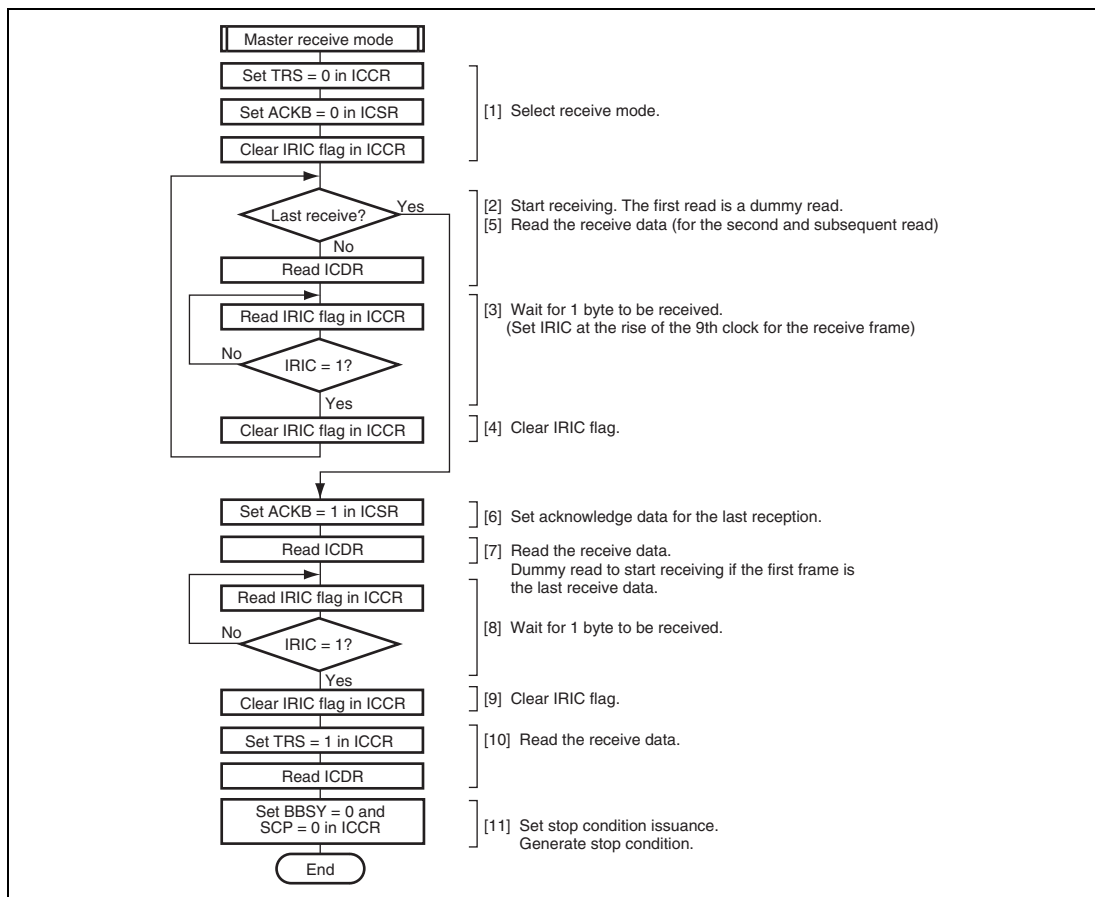 Master receive mode
Set TRS = 0 in ICCR
Set ACKB = 0 in ICSR
[1] Select receive mode.
Clear IRIC flag in ICCR
Last receive?
Yes
No
[2] Start receiving. The first read is a dummy read.
[5] Read the receive data (for the second and subsequent read)
Read ICDR
Read IRIC flag in ICCR
[3] Wait for 1 byte to be received.
(Set IRIC at the rise of the 9th clock for the receive frame)
No
IRIC = 1?
Yes
Clear IRIC flag in ICCR
[4] Clear IRIC flag.
Set ACKB = 1 in ICSR
[6] Set acknowledge data for the last reception.
Read ICDR
[7] Read the receive data.
Dummy read to start receiving if the first frame is
the last receive data.
Read IRIC flag in ICCR
No
IRIC = 1?
[8] Wait for 1 byte to be received.
Yes
Clear IRIC flag in ICCR
[9] Clear IRIC flag.
Set TRS = 1 in ICCR
[10] Read the receive data.
Read ICDR
Set BBSY = 0 and
SCP = 0 in ICCR
[11] Set stop condition issuance.
Generate stop condition.
End